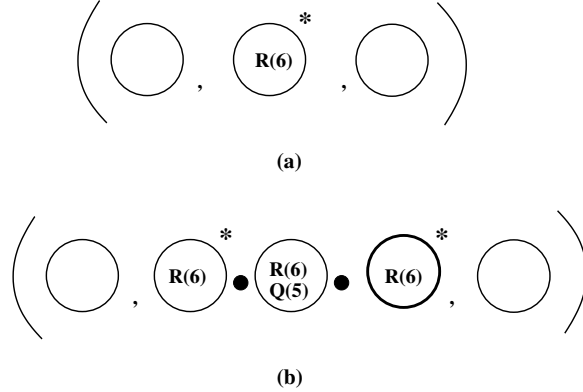 ( , R(6) * , )
(a)
( , R(6) * • R(6) Q(5) • R(6) * , )
(b)